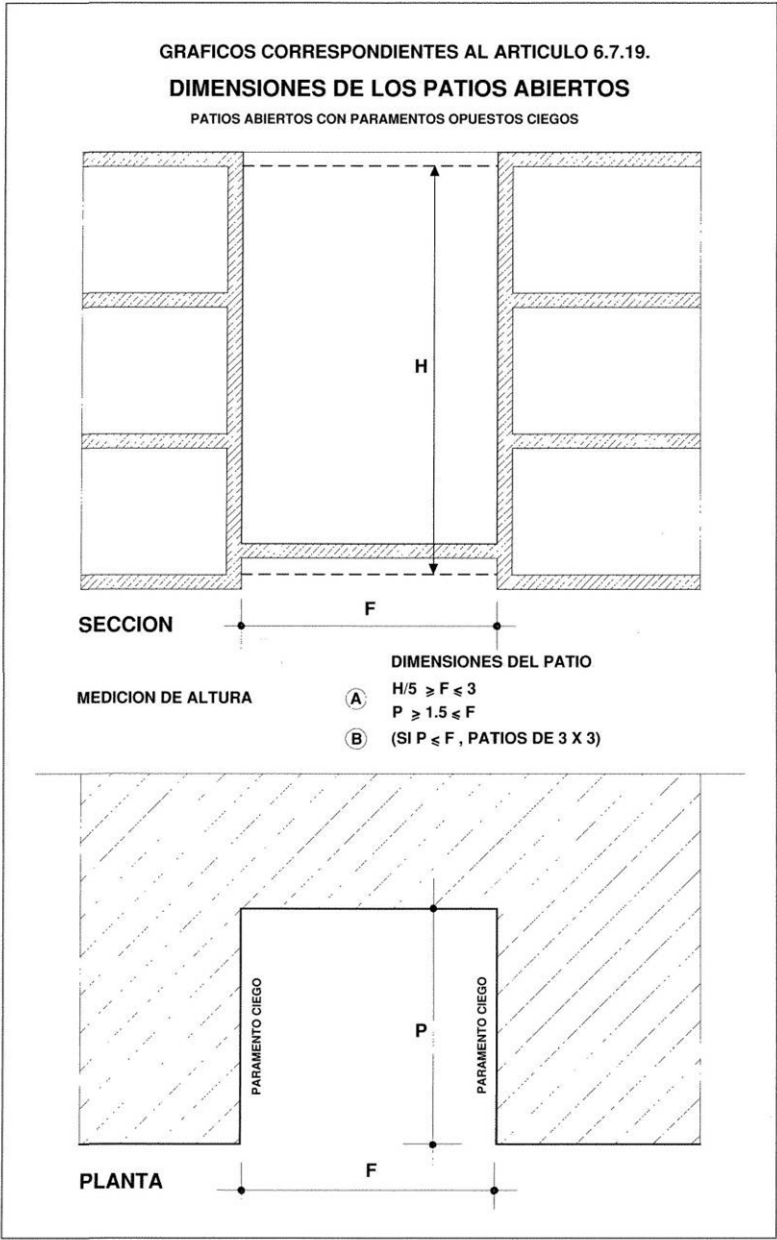 GRAFICOS CORRESPONDIENTES AL ARTICULO 6.7.19.
DIMENSIONES DE LOS PATIOS ABIERTOS
PATIOS ABIERTOS CON PARAMENTOS OPUESTOS CIEGOS
H
F
SECCION
DIMENSIONES DEL PATIO
MEDICION DE ALTURA
A H/5 ⩾ F ⩽ 3
P ⩾ 1.5 ⩽ F
B (SI P ⩽ F , PATIOS DE 3 X 3)
PARAMENTO CIEGO
P
PARAMENTO CIEGO
F
PLANTA